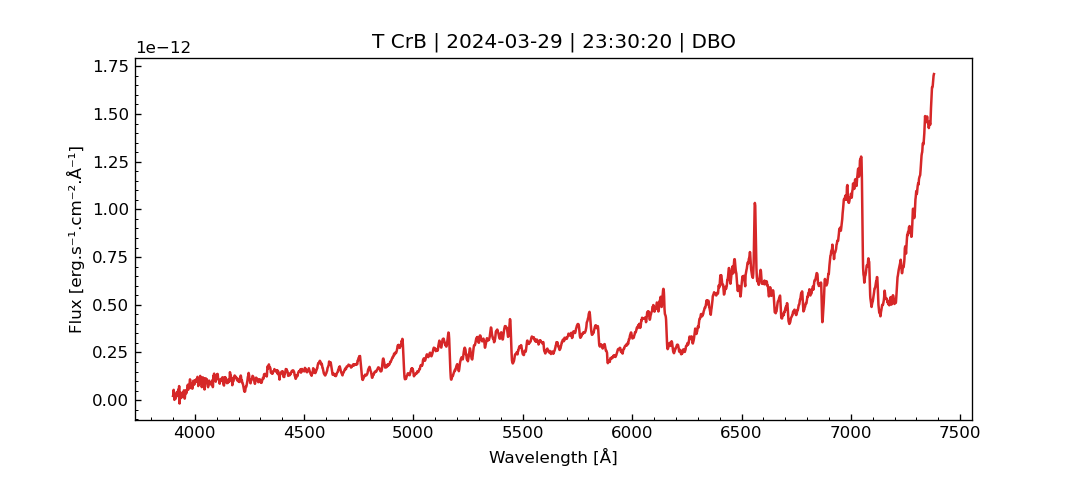 T CrB | 2024-03-29 | 23:30:20 | DBO
1e−12
1.75
1.50
1.25
1.00
0.75
0.50
0.25
0.00
Flux [erg.s⁻¹.cm⁻².Å⁻¹]
4000 4500 5000 5500 6000 6500 7000 7500
Wavelength [Å]